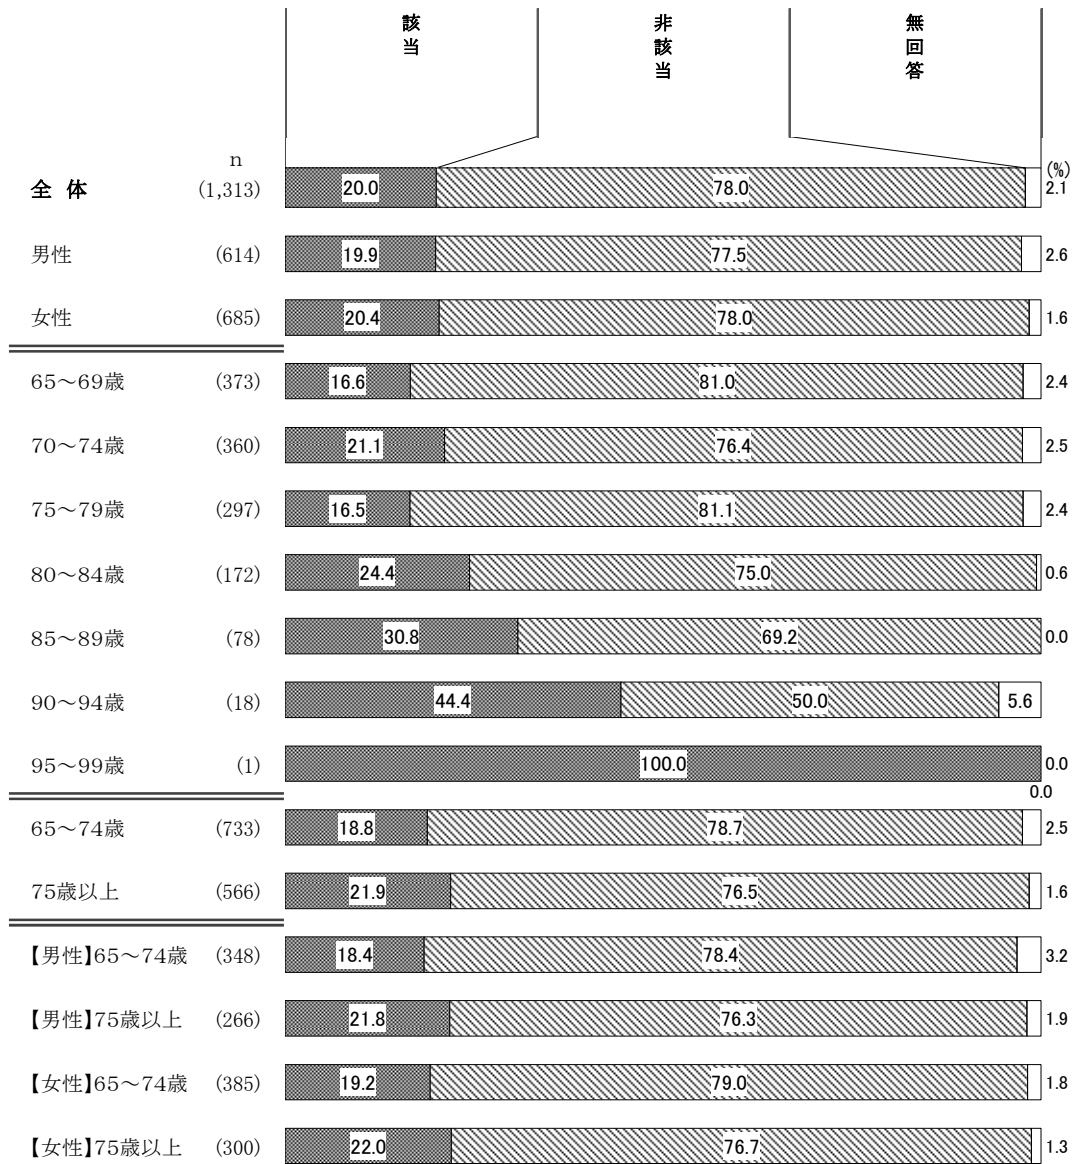 該当
非該当
無回答
n
(%)
全 体 (1,313) 20.0 78.0 2.1
男性 (614) 19.9 77.5 2.6
女性 (685) 20.4 78.0 1.6
65～69歳 (373) 16.6 81.0 2.4
70～74歳 (360) 21.1 76.4 2.5
75～79歳 (297) 16.5 81.1 2.4
80～84歳 (172) 24.4 75.0 0.6
85～89歳 (78) 30.8 69.2 0.0
90～94歳 (18) 44.4 50.0 5.6
95～99歳 (1) 100.0 0.0
0.0
65～74歳 (733) 18.8 78.7 2.5
75歳以上 (566) 21.9 76.5 1.6
【男性】65～74歳 (348) 18.4 78.4 3.2
【男性】75歳以上 (266) 21.8 76.3 1.9
【女性】65～74歳 (385) 19.2 79.0 1.8
【女性】75歳以上 (300) 22.0 76.7 1.3